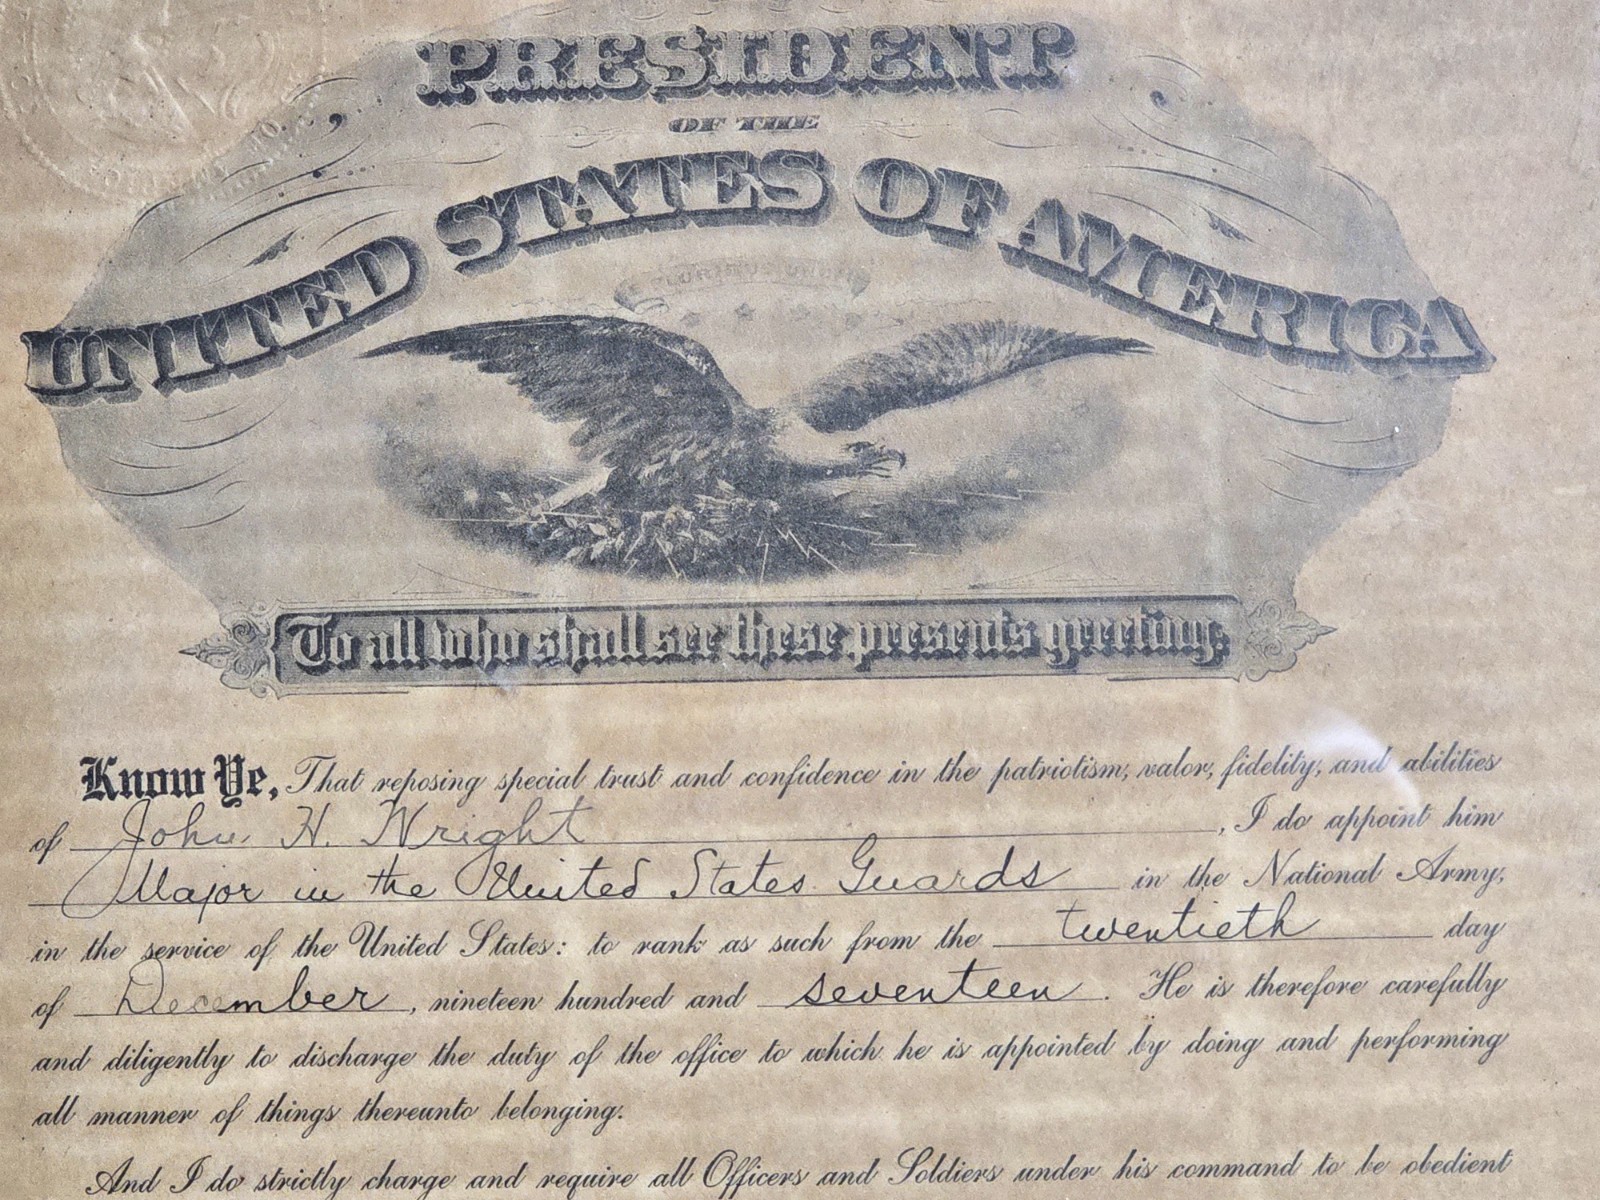 PRESIDENT
OF THE
UNITED STATES OF AMERICA
E PLURIBUS UNUM
To all who shall see these presents greeting:
Know Ye, That reposing special trust and confidence in the patriotism, valor, fidelity, and abilities
of John H. Wright, I do appoint him
Major in the United States Guards in the National Army,
in the service of the United States: to rank as such from the twentieth day
of December, nineteen hundred and seventeen. He is therefore carefully
and diligently to discharge the duty of the office to which he is appointed by doing and performing
all manner of things thereunto belonging.
And I do strictly charge and require all Officers and Soldiers under his command to be obedient